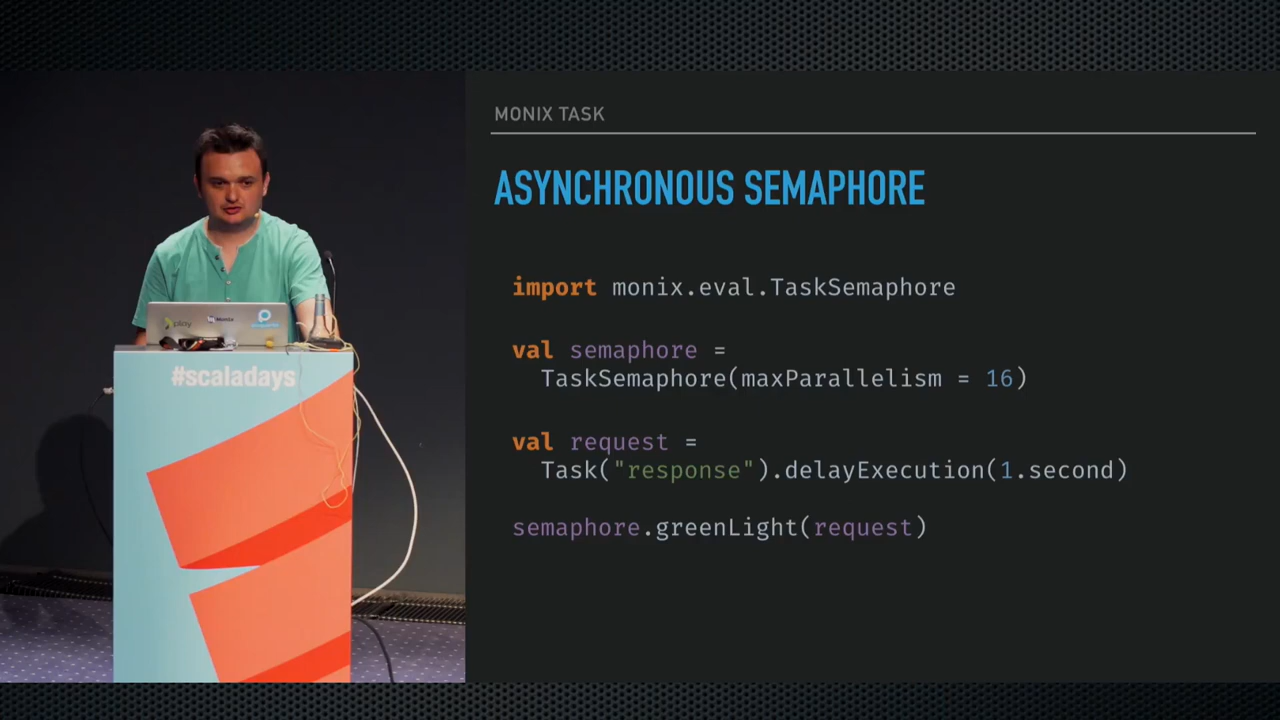 MONIX TASK
ASYNCHRONOUS SEMAPHORE
import monix.eval.TaskSemaphore
val semaphore =
TaskSemaphore(maxParallelism = 16)
val request =
Task("response").delayExecution(1.second)
semaphore.greenLight(request)
play
#scaladays